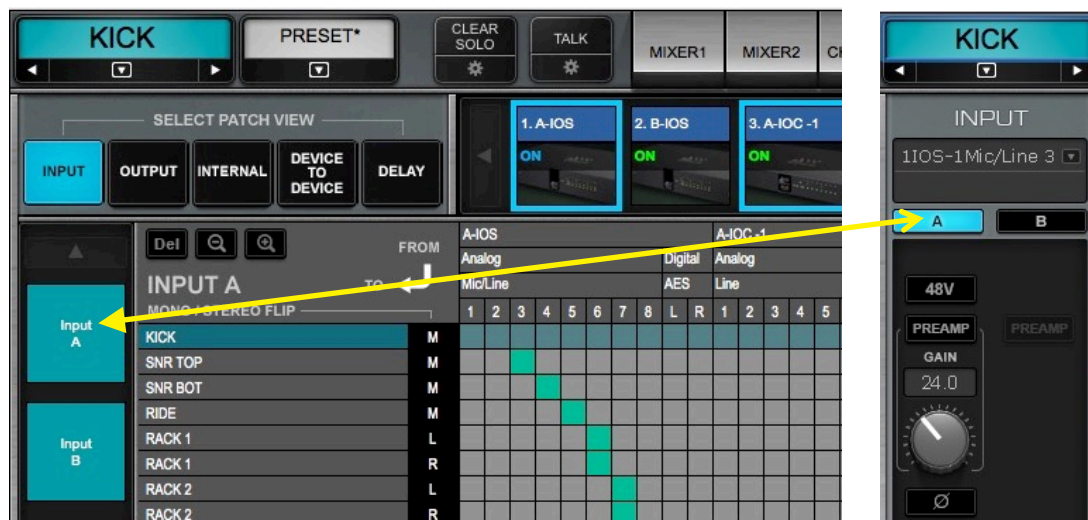 KICK
PRESET*
CLEAR SOLO
TALK
MIXER1
MIXER2
SELECT PATCH VIEW
INPUT
OUTPUT
INTERNAL
DEVICE TO DEVICE
DELAY
1. A-IOS
2. B-IOS
3. A-IOC -1
ON
ON
ON
Del
FROM
INPUT A
TO
MONO / STEREO FLIP
A-IOS
A-IOC -1
Analog
Digital
Analog
Mic/Line
AES
Line
1 2 3 4 5 6 7 8 L R 1 2 3 4 5
Input A
Input B
KICK M
SNR TOP M
SNR BOT M
RIDE M
RACK 1 L
RACK 1 R
RACK 2 L
RACK 2 R
KICK
INPUT
1IOS-1Mic/Line 3
A
B
48V
PREAMP
PREAMP
GAIN
24.0
Ø